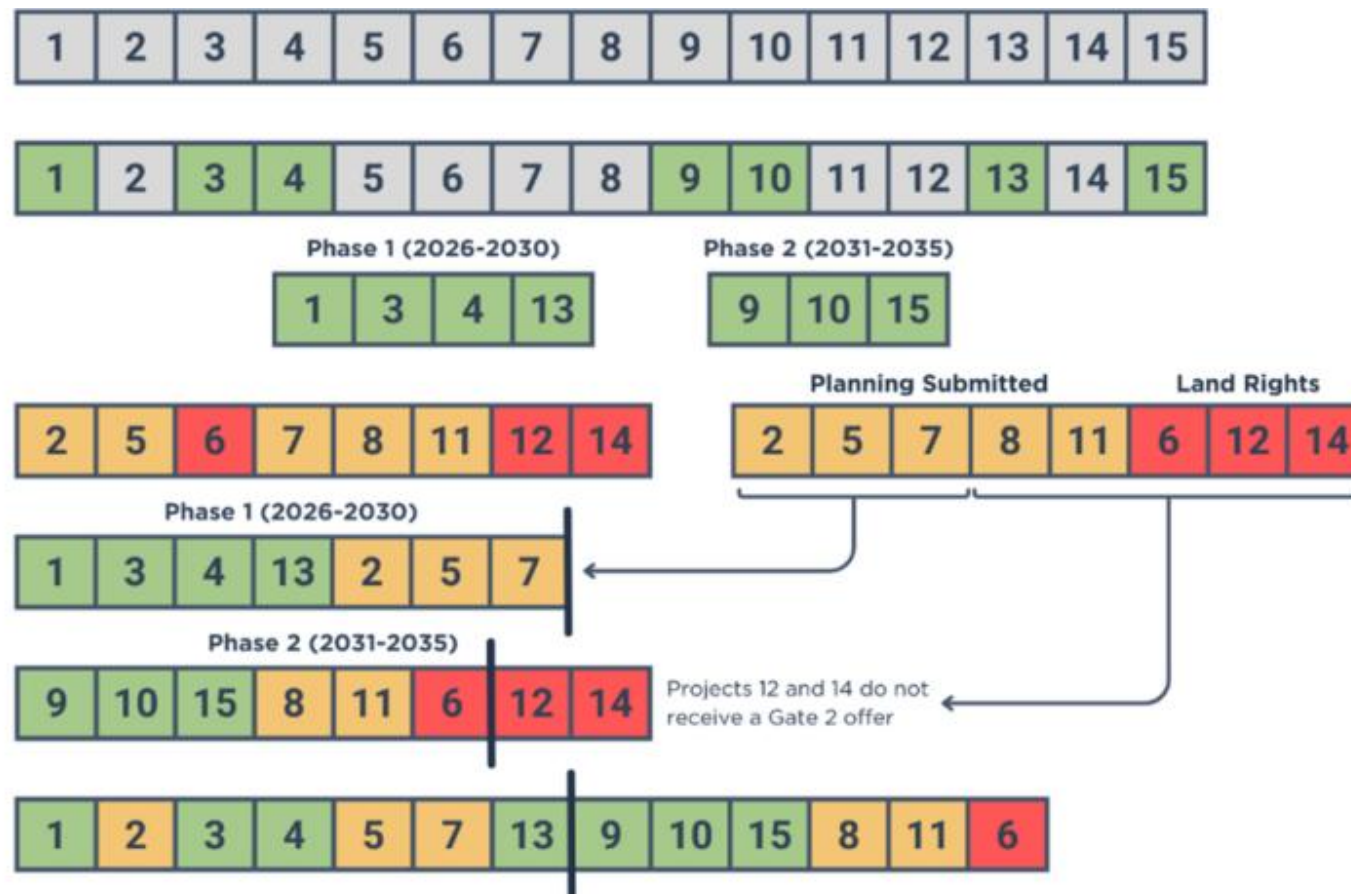 1 2 3 4 5 6 7 8 9 10 11 12 13 14 15
1 2 3 4 5 6 7 8 9 10 11 12 13 14 15
Phase 1 (2026-2030) Phase 2 (2031-2035)
1 3 4 13 9 10 15
Planning Submitted Land Rights
2 5 6 7 8 11 12 14 2 5 7 8 11 6 12 14
Phase 1 (2026-2030)
1 3 4 13 2 5 7
Phase 2 (2031-2035)
9 10 15 8 11 6 12 14
Projects 12 and 14 do not
receive a Gate 2 offer
1 2 3 4 5 7 13 9 10 15 8 11 6